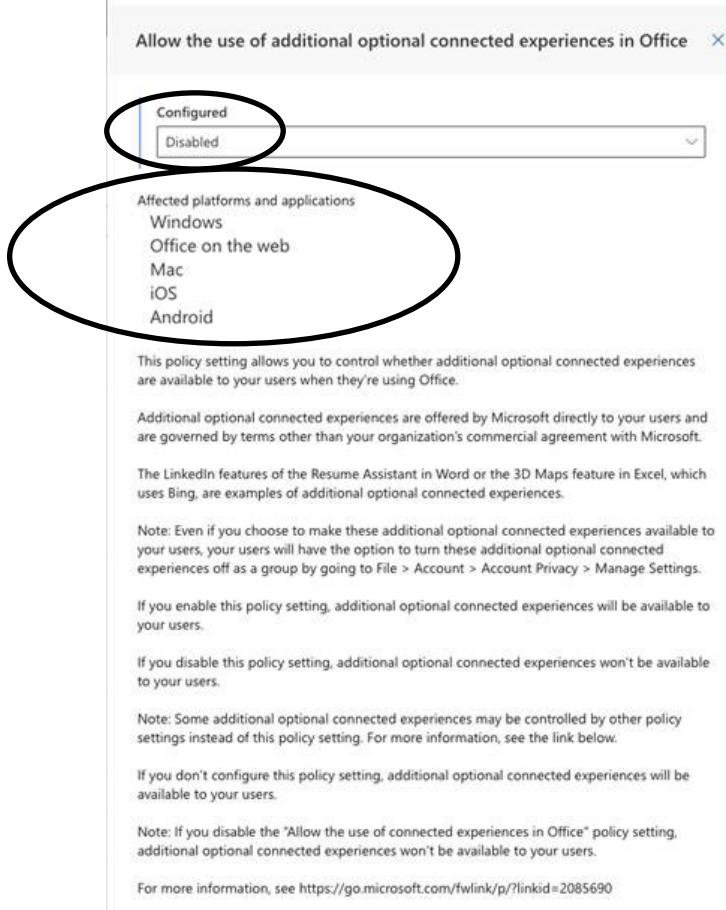 Allow the use of additional optional connected experiences in Office
Configured
Disabled
Affected platforms and applications
Windows
Office on the web
Mac
iOS
Android
This policy setting allows you to control whether additional optional connected experiences
are available to your users when they're using Office.
Additional optional connected experiences are offered by Microsoft directly to your users and
are governed by terms other than your organization's commercial agreement with Microsoft.
The LinkedIn features of the Resume Assistant in Word or the 3D Maps feature in Excel, which
uses Bing, are examples of additional optional connected experiences.
Note: Even if you choose to make these additional optional connected experiences available to
your users, your users will have the option to turn these additional optional connected
experiences off as a group by going to File > Account > Account Privacy > Manage Settings.
If you enable this policy setting, additional optional connected experiences will be available to
your users.
If you disable this policy setting, additional optional connected experiences won't be available
to your users.
Note: Some additional optional connected experiences may be controlled by other policy
settings instead of this policy setting. For more information, see the link below.
If you don't configure this policy setting, additional optional connected experiences will be
available to your users.
Note: If you disable the "Allow the use of connected experiences in Office" policy setting,
additional optional connected experiences won't be available to your users.
For more information, see https://go.microsoft.com/fwlink/p/?linkid=2085690